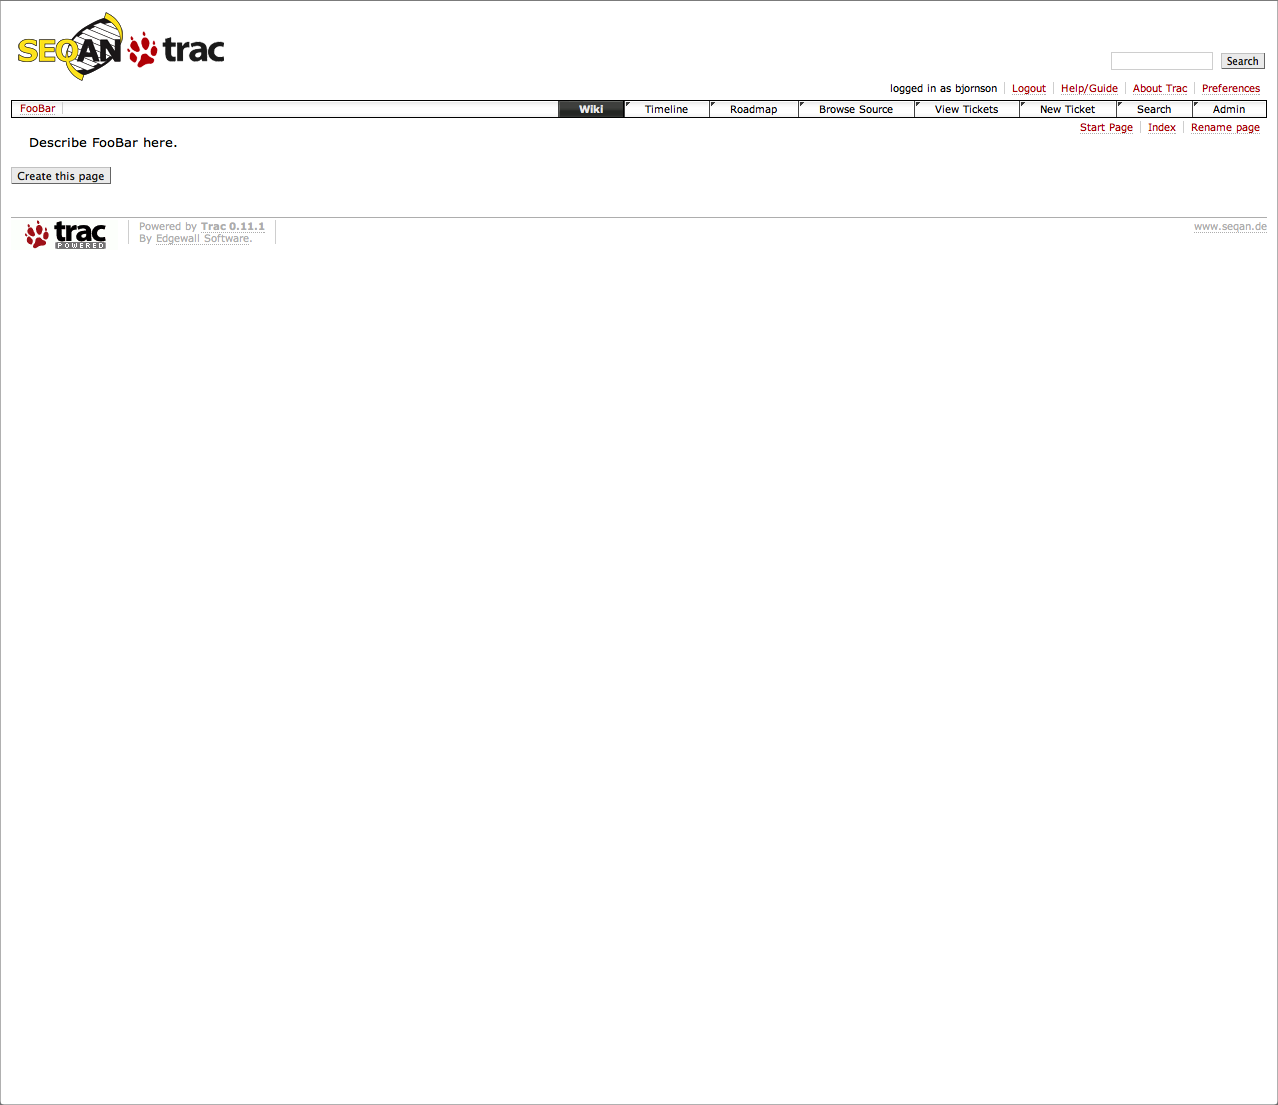 SEQAN trac
Search
logged in as bjornson Logout Help/Guide About Trac Preferences
FooBar Wiki Timeline Roadmap Browse Source View Tickets New Ticket Search Admin
Start Page Index Rename page
Describe FooBar here.
Create this page
trac POWERED
Powered by Trac 0.11.1
By Edgewall Software.
www.seqan.de